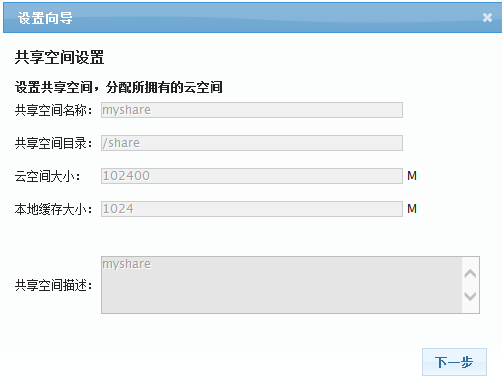 设置向导
共享空间设置
设置共享空间，分配所拥有的云空间
共享空间名称： myshare
共享空间目录： /share
云空间大小： 102400 M
本地缓存大小： 1024 M
myshare
共享空间描述：
下一步